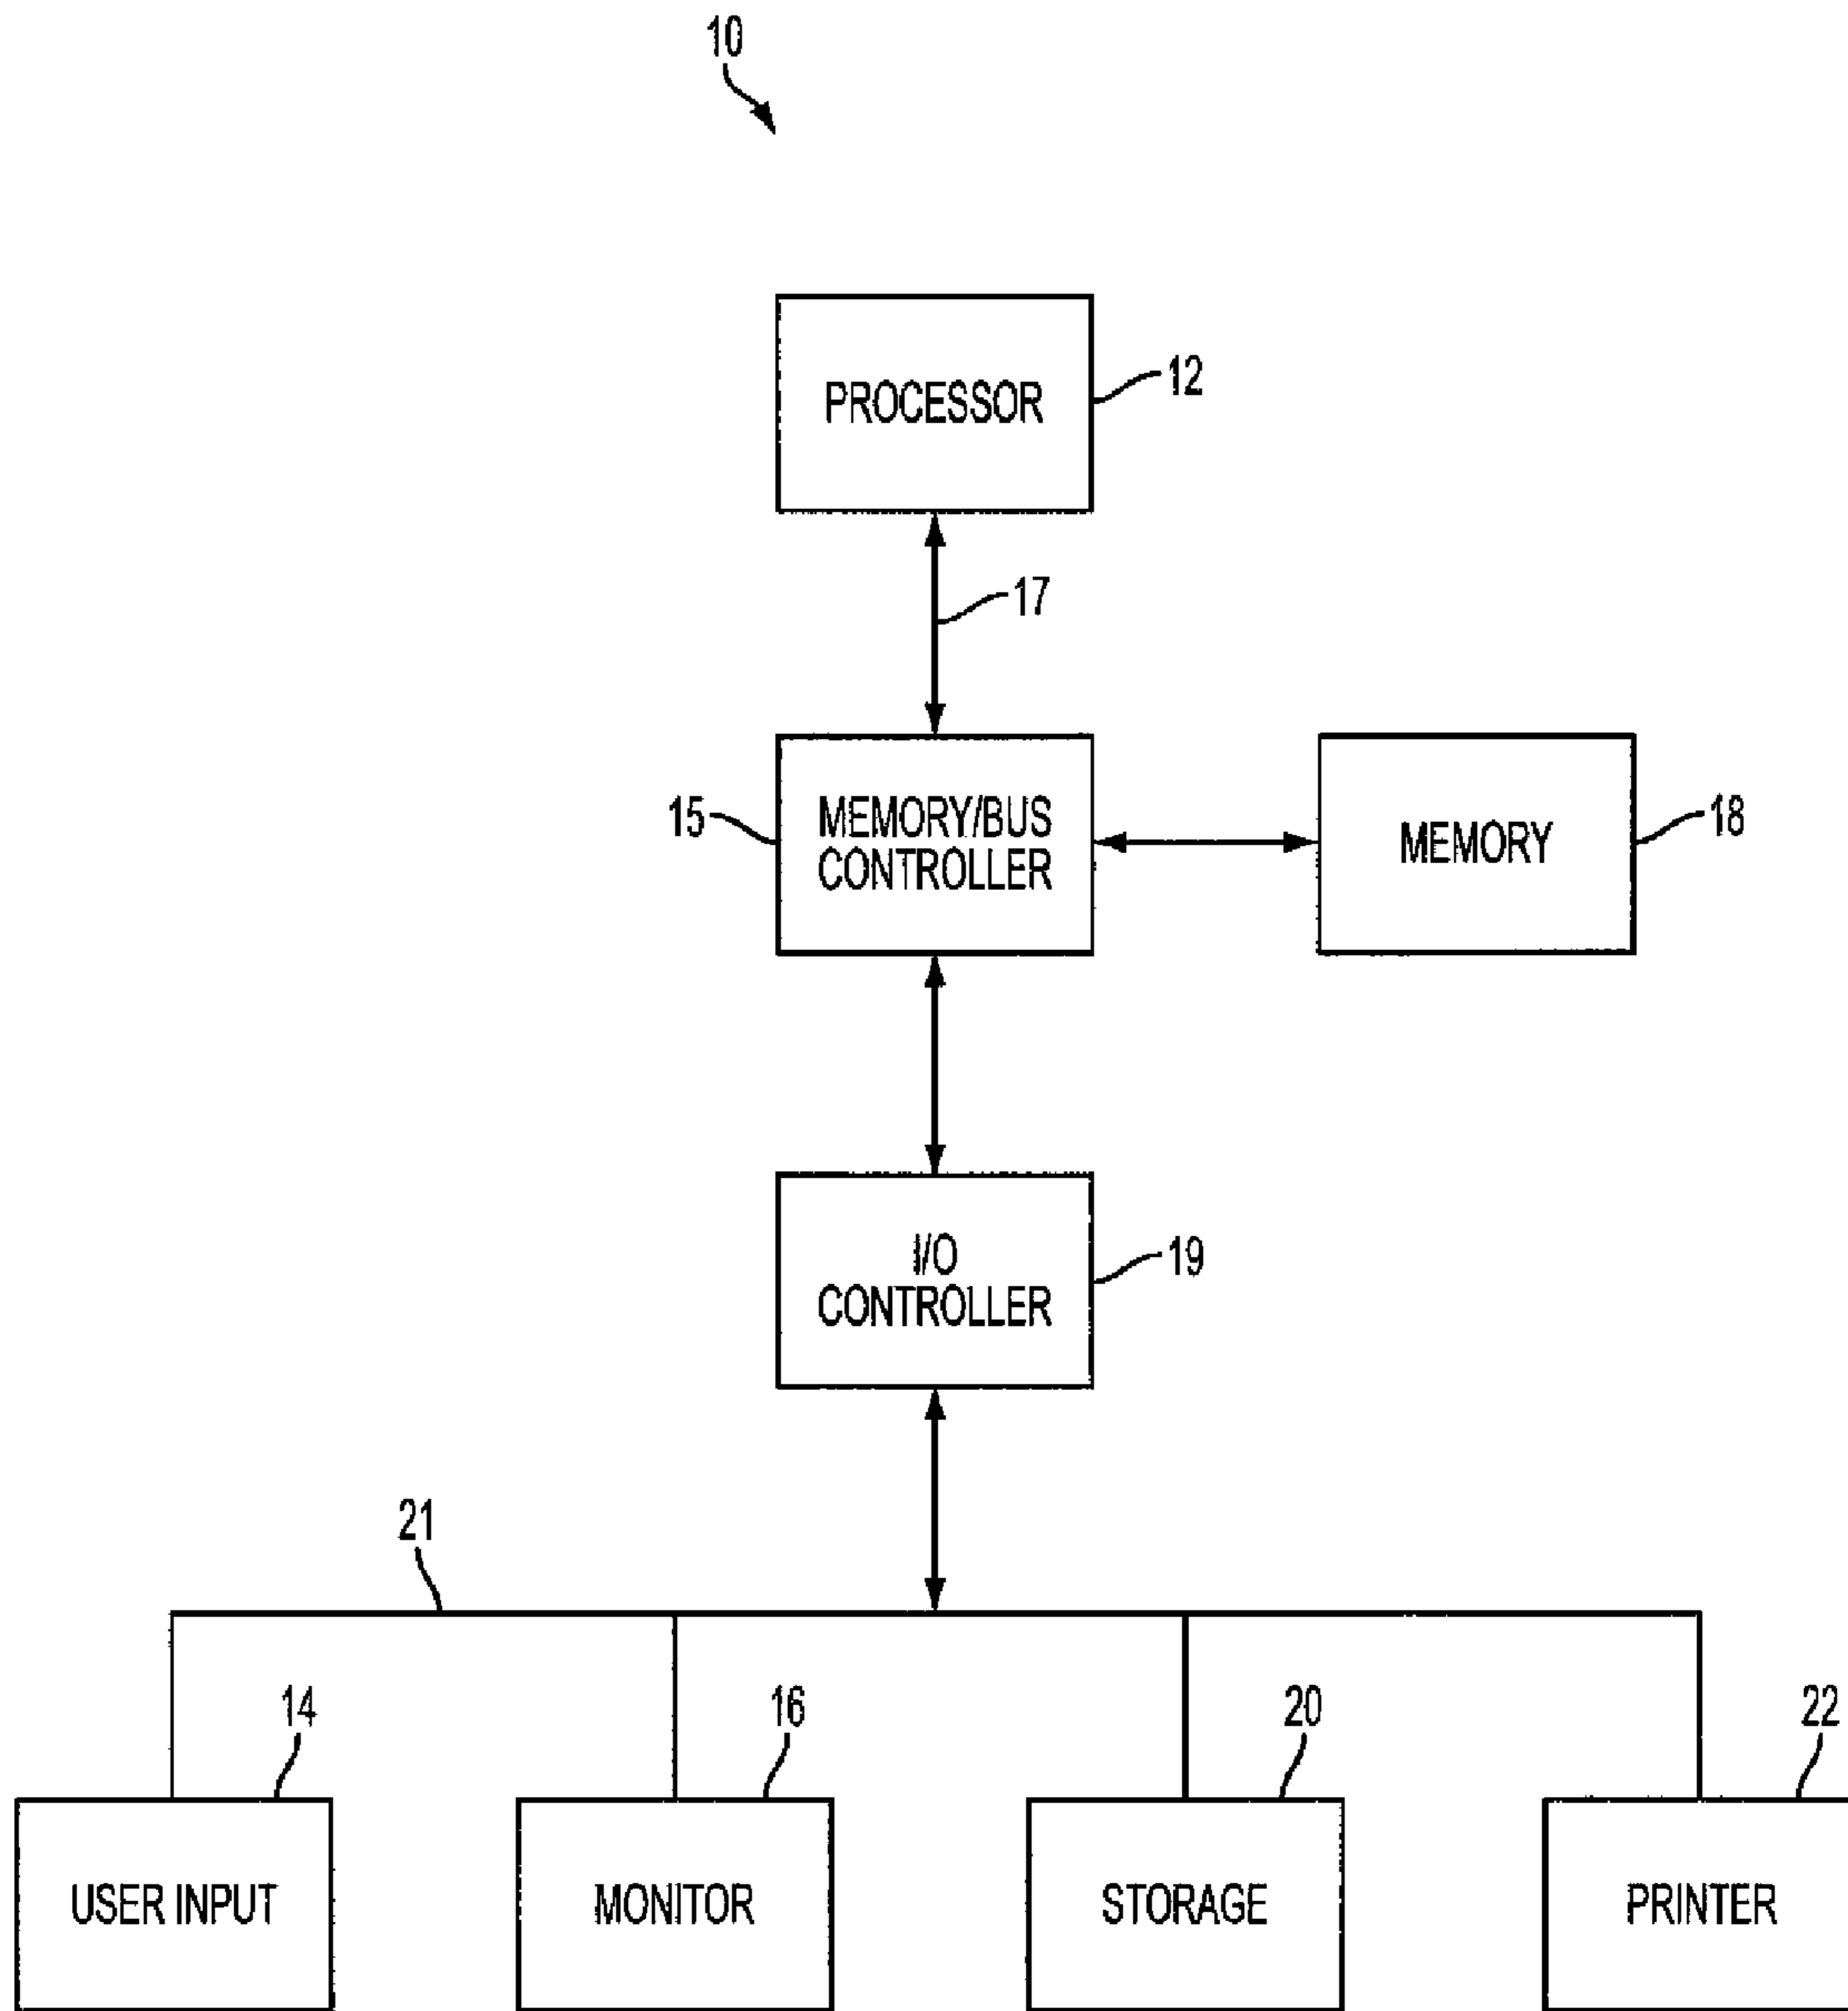 10
PROCESSOR
12
17
15
MEMORY/BUS
CONTROLLER
MEMORY
18
I/O
CONTROLLER
19
21
14
16
20
22
USER INPUT
MONITOR
STORAGE
PRINTER